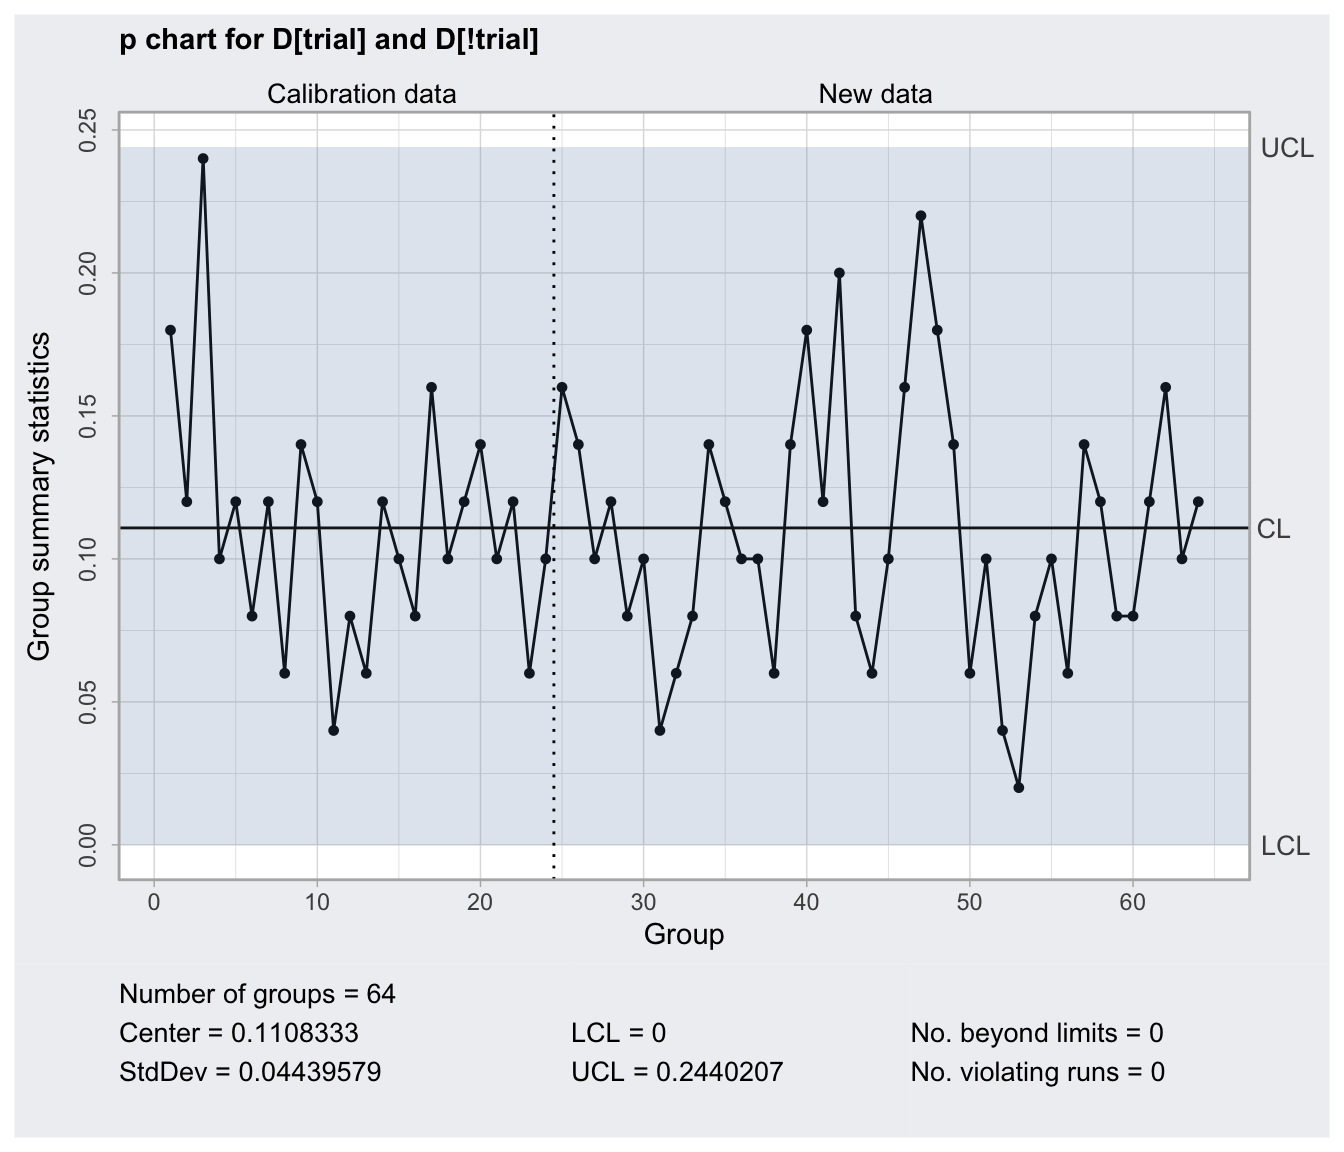 p chart for D[trial] and D[!trial]
Calibration data
New data
0.25
0.20
0.15
0.10
0.05
0.00
Group summary statistics
UCL
CL
LCL
0
10
20
30
40
50
60
Group
Number of groups = 64
Center = 0.1108333
LCL = 0
No. beyond limits = 0
StdDev = 0.04439579
UCL = 0.2440207
No. violating runs = 0